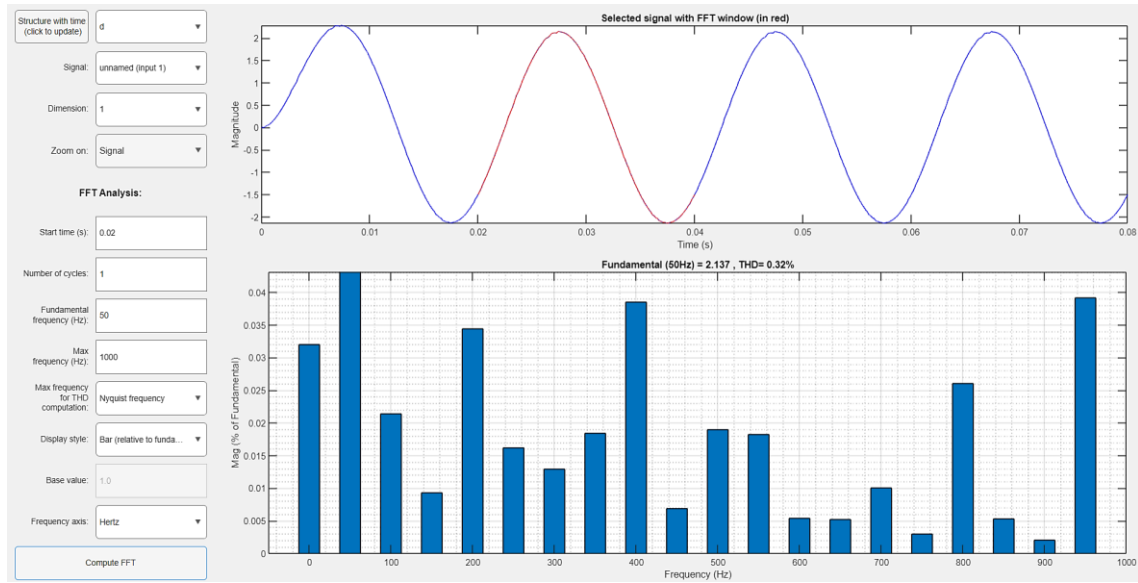 Structure with time
(click to update)
d
Signal:
unnamed (input 1)
Dimension:
1
Zoom on:
Signal
FFT Analysis:
Start time (s):
0.02
Number of cycles:
1
Fundamental
frequency (Hz):
50
Max
frequency (Hz):
1000
Max frequency
for THD
computation:
Nyquist frequency
Display style:
Bar (relative to funda...
Base value:
1.0
Frequency axis:
Hertz
Compute FFT
Selected signal with FFT window (in red)
Magnitude
2
1.5
1
0.5
0
-0.5
-1
-1.5
-2
0 0.01 0.02 0.03 0.04 0.05 0.06 0.07 0.08
Time (s)
Fundamental (50Hz) = 2.137 , THD= 0.32%
Mag (% of Fundamental)
0.04
0.035
0.03
0.025
0.02
0.015
0.01
0.005
0
0 100 200 300 400 500 600 700 800 900 1000
Frequency (Hz)